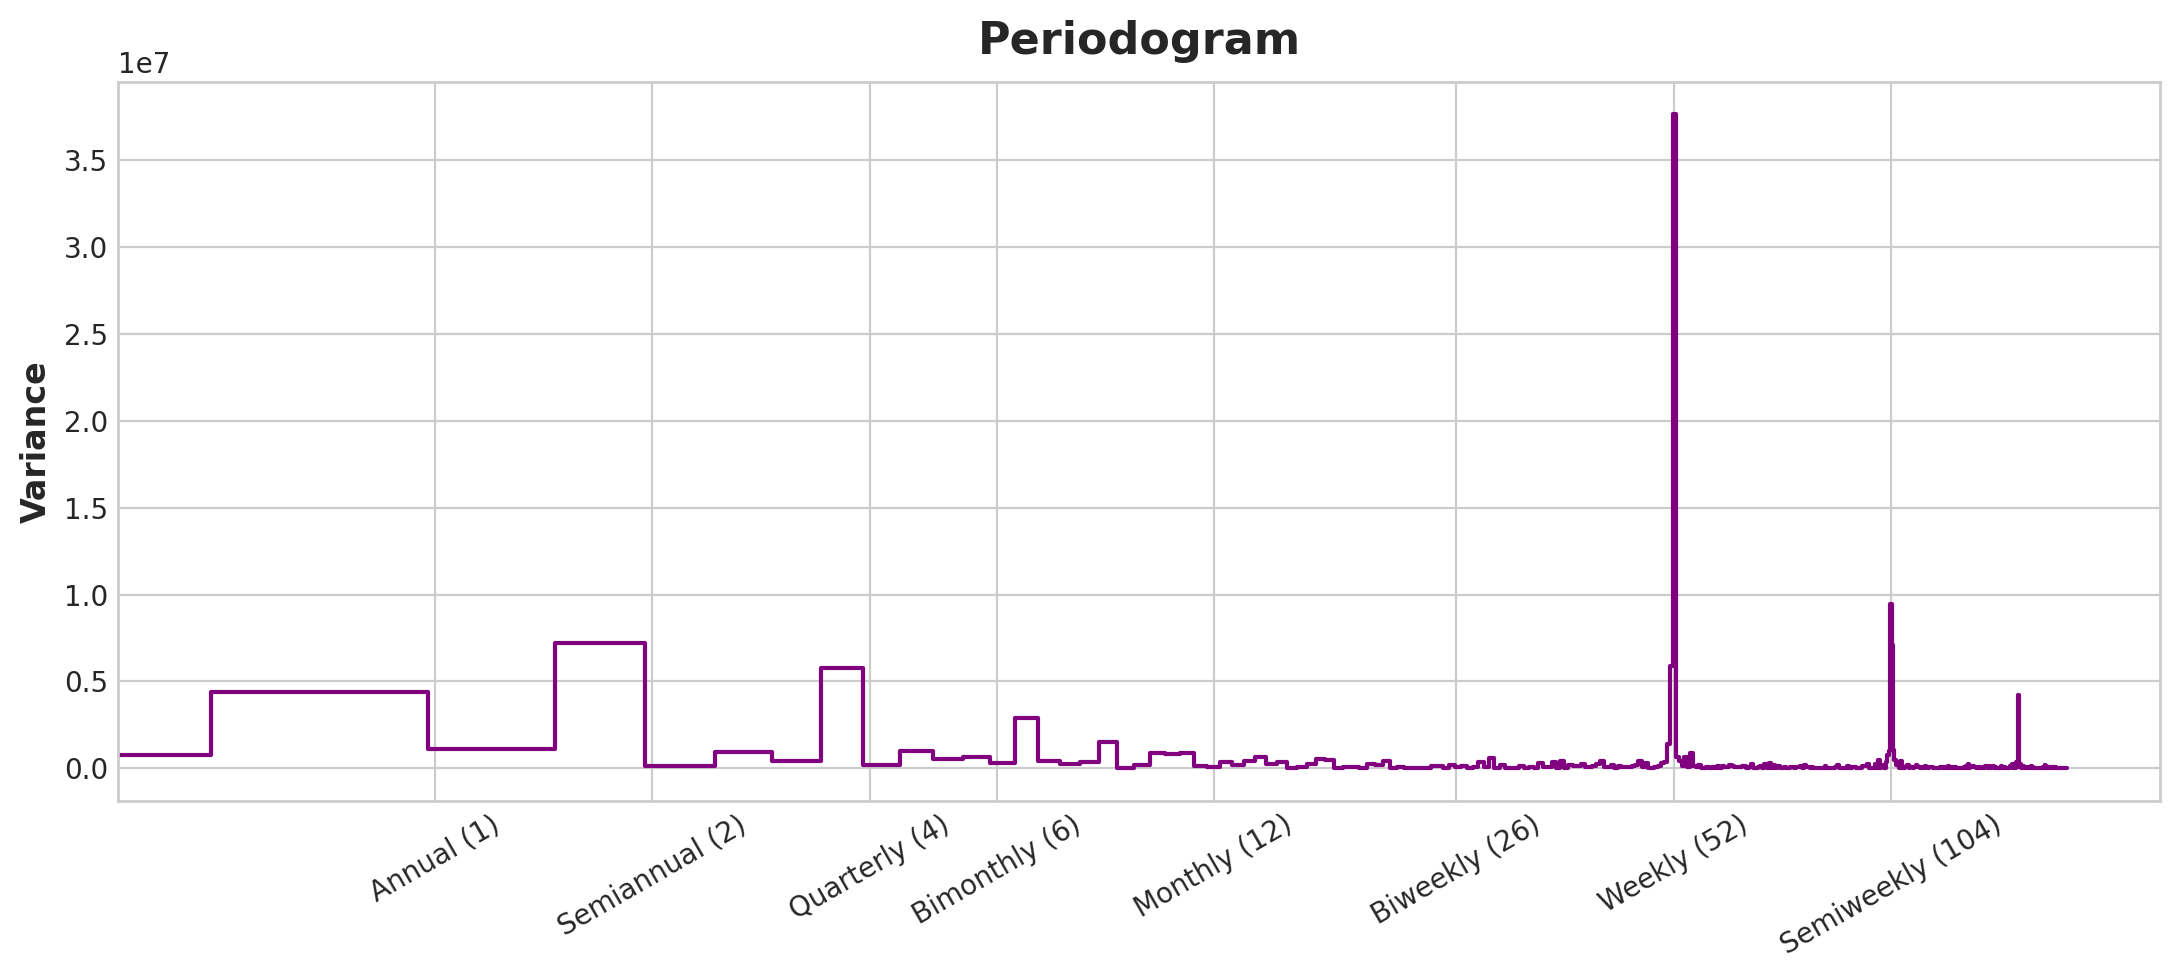 Periodogram
1e7
Variance
3.5
3.0
2.5
2.0
1.5
1.0
0.5
0.0
Annual (1)
Semiannual (2)
Quarterly (4)
Bimonthly (6)
Monthly (12)
Biweekly (26)
Weekly (52)
Semiweekly (104)